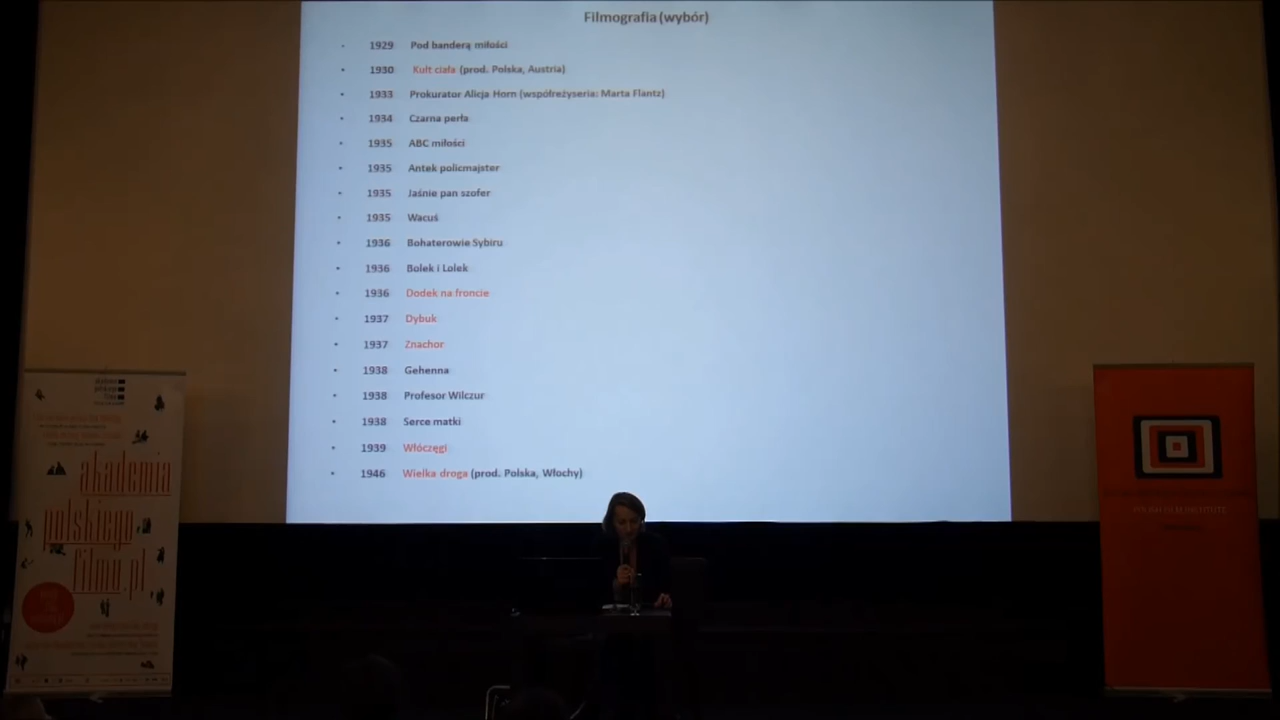 Filmografia (wybór)
• 1929 Pod banderą miłości
• 1930 Kult ciała (prod. Polska, Austria)
• 1933 Prokurator Alicja Horn (współreżyseria: Marta Flantz)
• 1934 Czarna perła
• 1935 ABC miłości
• 1935 Antek policmajster
• 1935 Jaśnie pan szofer
• 1935 Wacuś
• 1936 Bohaterowie Sybiru
• 1936 Bolek i Lolek
• 1936 Dodek na froncie
• 1937 Dybuk
• 1937 Znachor
• 1938 Gehenna
• 1938 Profesor Wilczur
• 1938 Serce matki
• 1939 Włóczęgi
• 1946 Wielka droga (prod. Polska, Włochy)
akademia
polskiego
filmu.pl